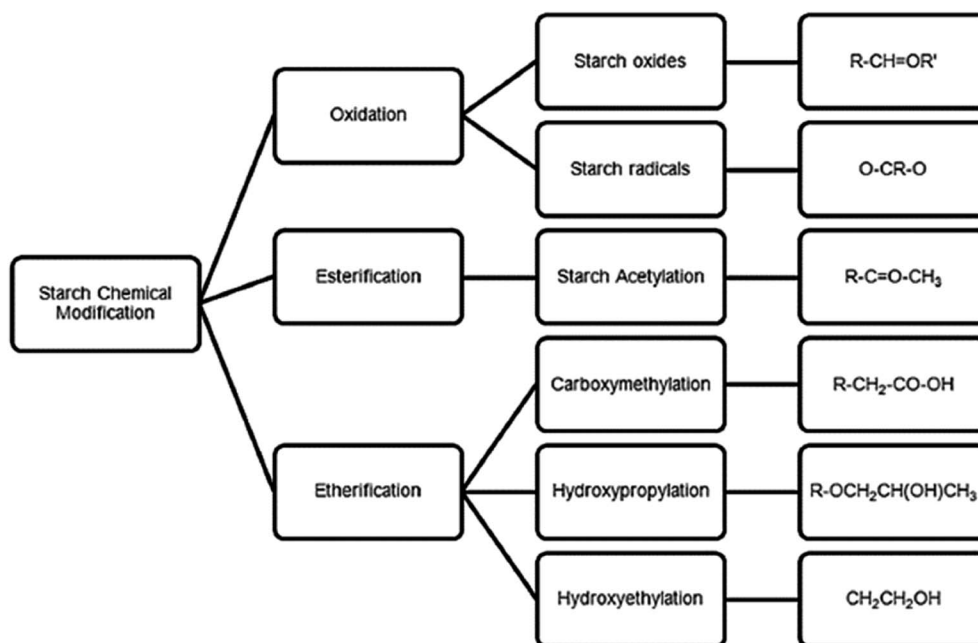 Starch oxides
R-CH=OR'
Oxidation
Starch radicals
O-CR-O
Starch Chemical
Modification
Esterification
Starch Acetylation
R-C=O-CH₃
Carboxymethylation
R-CH₂-CO-OH
Etherification
Hydroxypropylation
R-OCH₂CH(OH)CH₃
Hydroxyethylation
CH₂CH₂OH